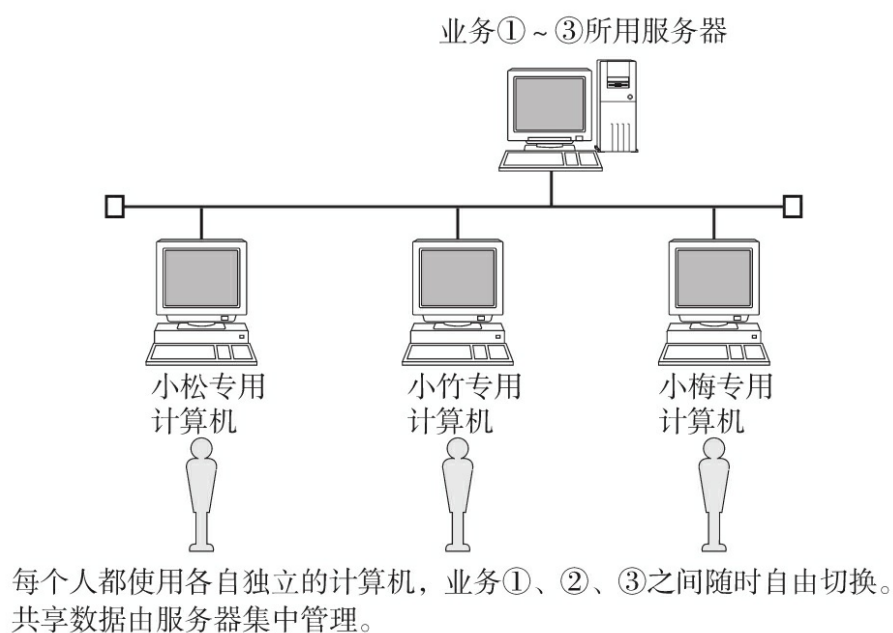 业务①~③所用服务器
小松专用
计算机
小竹专用
计算机
小梅专用
计算机
每个人都使用各自独立的计算机，业务①、②、③之间随时自由切换。
共享数据由服务器集中管理。